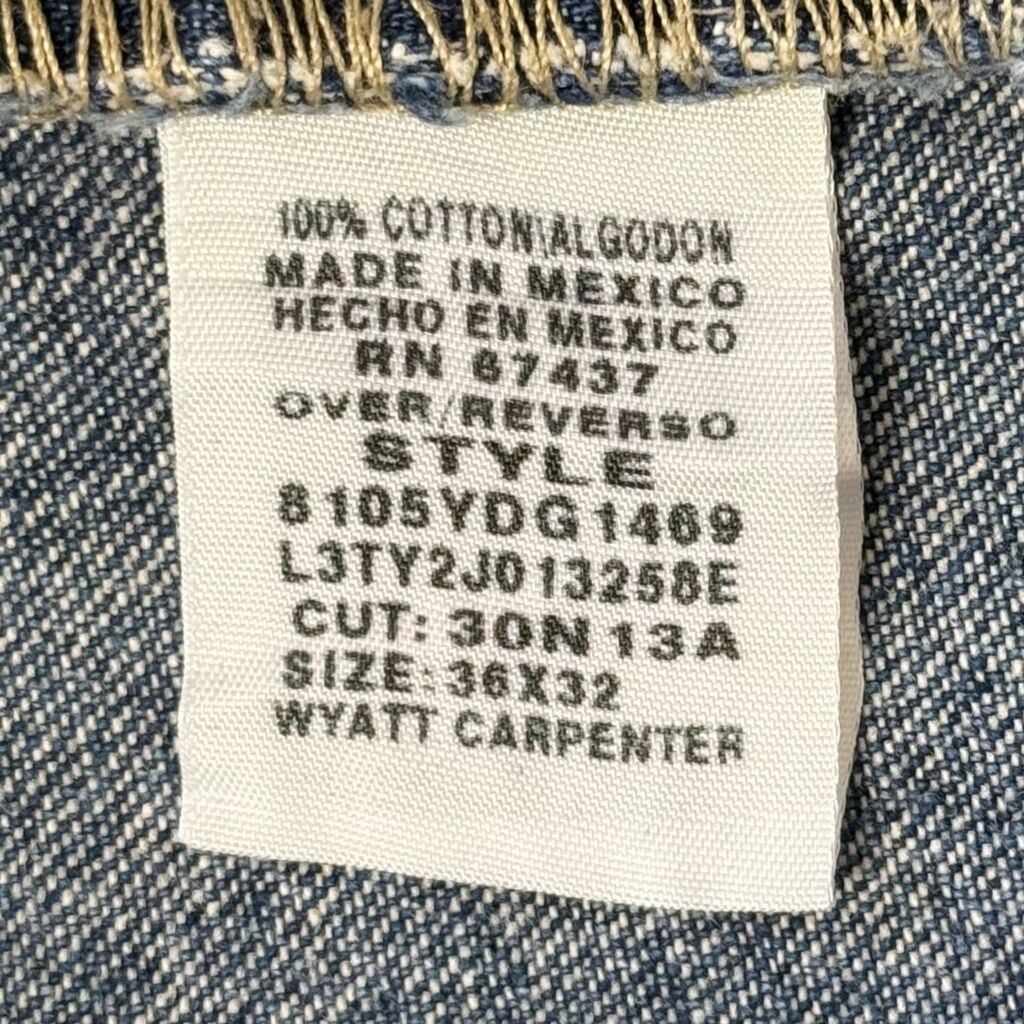 100% COTTON\ALGODON
MADE IN MEXICO
HECHO EN MEXICO
RN 67437
OVER/REVERSO
STYLE
8105YDG1469
L3TY2J013258E
CUT: 30N13A
SIZE: 36X32
WYATT CARPENTER